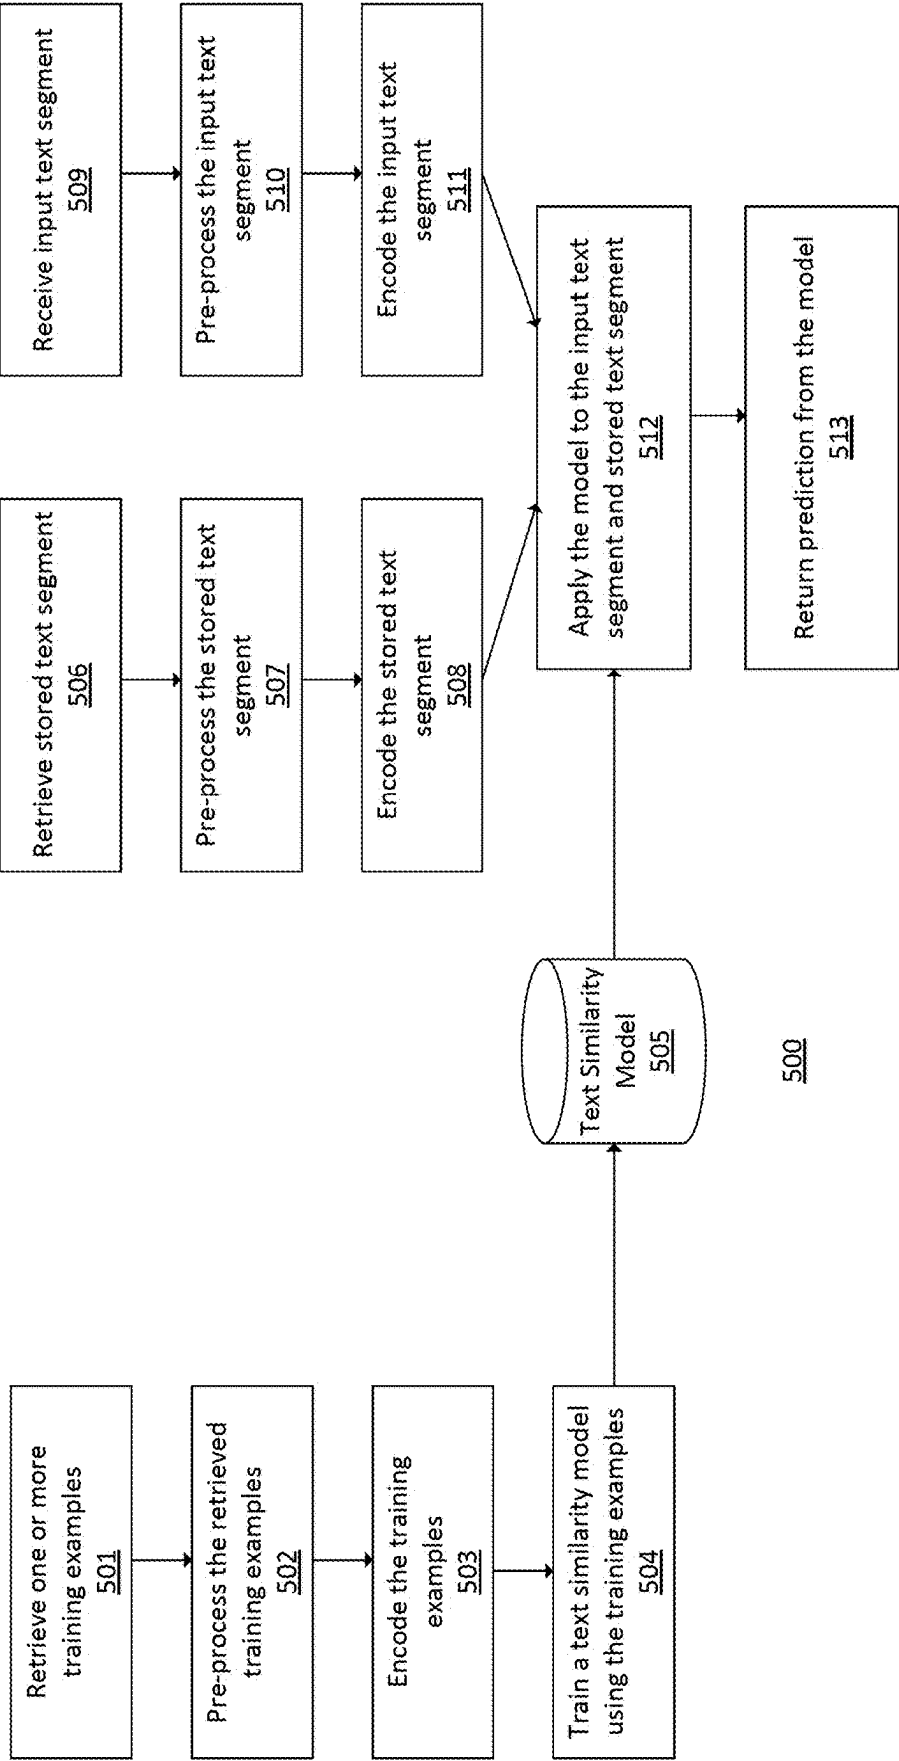 Retrieve one or more
training examples
501
Pre-process the retrieved
training examples
502
Encode the training
examples
503
Train a text similarity model
using the training examples
504
Text Similarity
Model
505
Retrieve stored text segment
506
Pre-process the stored text
segment
507
Encode the stored text
segment
508
Receive input text segment
509
Pre-process the input text
segment
510
Encode the input text
segment
511
Apply the model to the input text
segment and stored text segment
512
Return prediction from the model
513
500